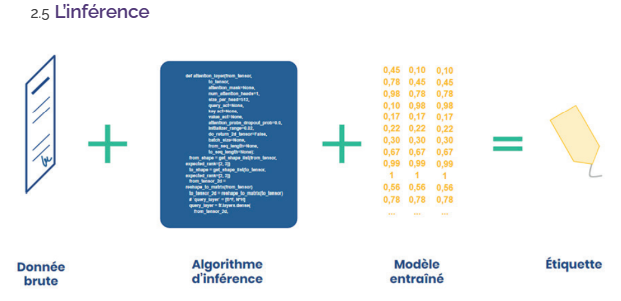 2.5 L'inférence
def attention_layer(from_tensor,
to_tensor,
attention_mask=None,
num_attention_heads=1,
size_per_head=512,
query_act=None,
key_act=None,
value_act=None,
attention_probs_dropout_prob=0.0,
initializer_range=0.02,
do_return_2d_tensor=False,
batch_size=None,
from_seq_length=None,
to_seq_length=None):
from_shape = get_shape_list(from_tensor,
expected_rank=[2, 3])
to_shape = get_shape_list(to_tensor,
expected_rank=[2, 3])
from_tensor_2d =
reshape_to_matrix(from_tensor)
to_tensor_2d = reshape_to_matrix(to_tensor)
# `query_layer` = [B*F, N*H]
query_layer = tf.layers.dense(
from_tensor_2d,
+ + =
0,45 0,10 0,10
0,78 0,45 0,45
0,98 0,78 0,78
0,10 0,98 0,98
0,17 0,17 0,17
0,22 0,22 0,22
0,30 0,30 0,30
0,67 0,67 0,67
0,99 0,99 0,99
1 1 1
0,56 0,66 0,56
0,78 0,78 0,78
... ... ...
Donnée
brute
Algorithme
d'inférence
Modèle
entraîné
Étiquette